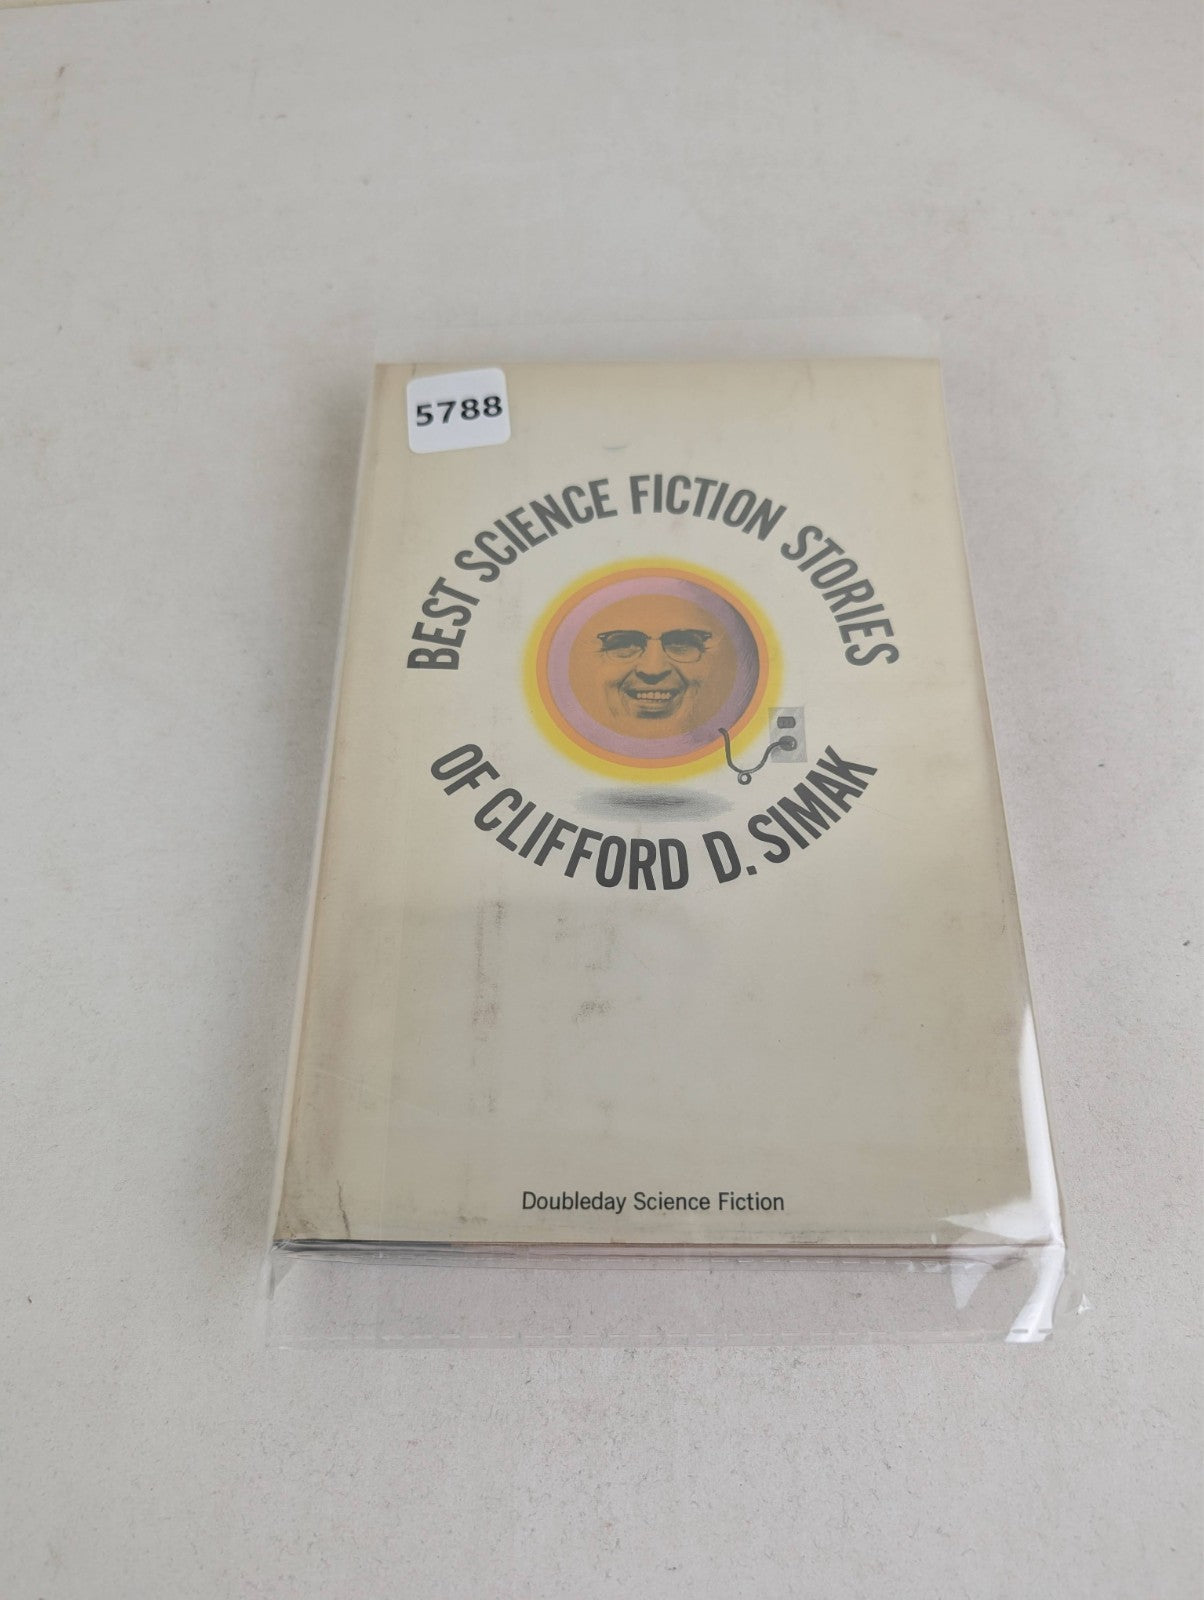 5788
BEST SCIENCE FICTION STORIES
OF CLIFFORD D. SIMAK
Doubleday Science Fiction